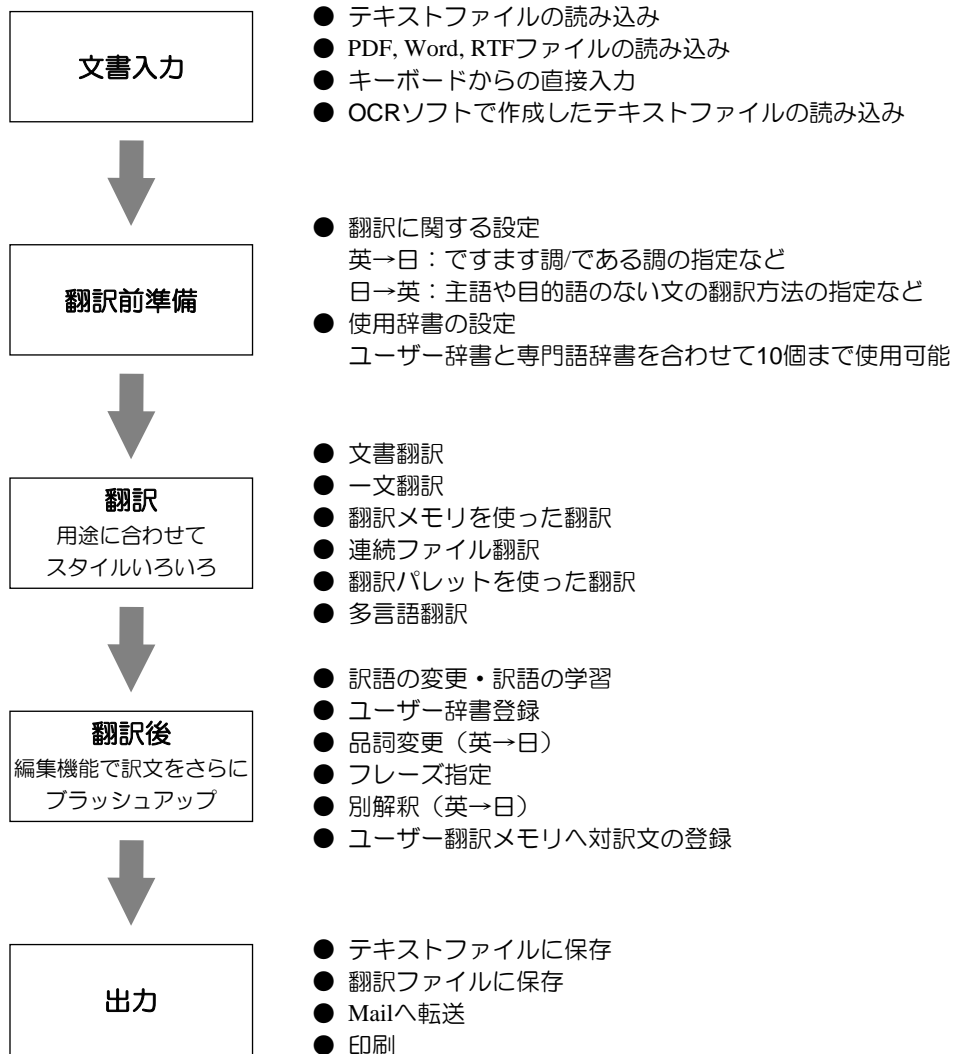 文書入力
● テキストファイルの読み込み
● PDF, Word, RTFファイルの読み込み
● キーボードからの直接入力
● OCRソフトで作成したテキストファイルの読み込み
翻訳前準備
● 翻訳に関する設定
英→日：ですます調/である調の指定など
日→英：主語や目的語のない文の翻訳方法の指定など
● 使用辞書の設定
ユーザー辞書と専門語辞書を合わせて10個まで使用可能
翻訳
用途に合わせて
スタイルいろいろ
● 文書翻訳
● 一文翻訳
● 翻訳メモリを使った翻訳
● 連続ファイル翻訳
● 翻訳パレットを使った翻訳
● 多言語翻訳
翻訳後
編集機能で訳文をさらに
ブラッシュアップ
● 訳語の変更・訳語の学習
● ユーザー辞書登録
● 品詞変更（英→日）
● フレーズ指定
● 別解釈（英→日）
● ユーザー翻訳メモリへ対訳文の登録
出力
● テキストファイルに保存
● 翻訳ファイルに保存
● Mailへ転送
● 印刷